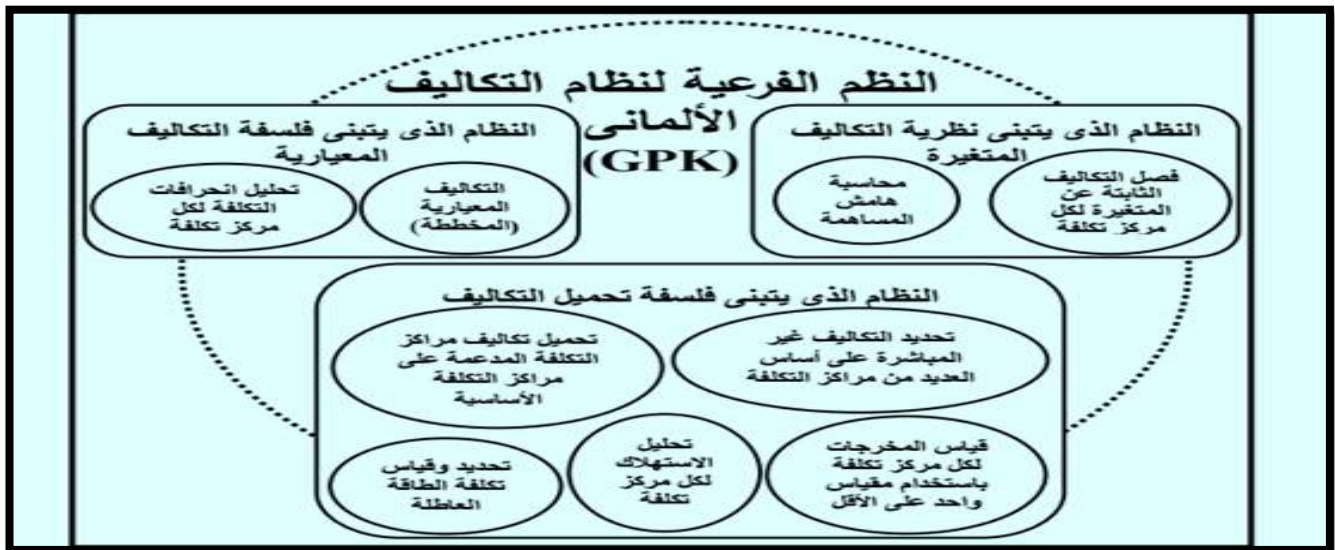 النظم الفرعية لنظام التكاليف
الألمانى
(GPK)
النظام الذى يتبنى نظرية التكاليف
المتغيرة
فصل التكاليف
الثابتة عن
المتغيرة لكل
مركز تكلفة
محاسبة
هامش
المساهمة
النظام الذى يتبنى فلسفة التكاليف
المعيارية
التكاليف
المعيارية
(المخططة)
تحليل انحرافات
التكلفة لكل
مركز تكلفة
النظام الذى يتبنى فلسفة تحميل التكاليف
تحديد التكاليف غير
المباشرة على أساس
العديد من مراكز التكلفة
تحميل تكاليف مراكز
التكلفة المدعمة على
مراكز التكلفة
الأساسية
قياس المخرجات
لكل مركز تكلفة
باستخدام مقياس
واحد على الأقل
تحليل
الاستهلاك
لكل مركز
تكلفة
تحديد وقياس
تكلفة الطاقة
العاطلة